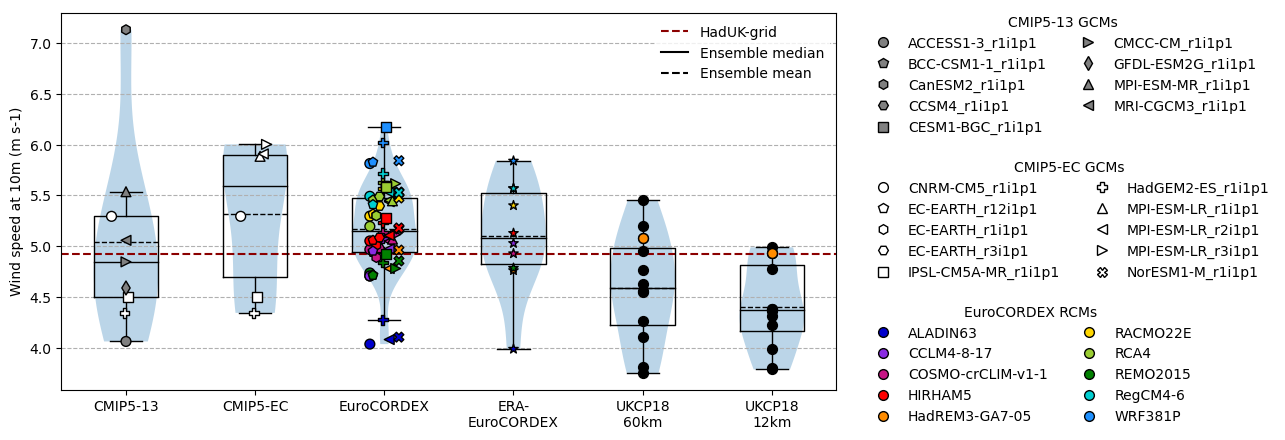 HadUK-grid
Ensemble median
Ensemble mean
Wind speed at 10m (m s-1)
7.0
6.5
6.0
5.5
5.0
4.5
4.0
CMIP5-13
CMIP5-EC
EuroCORDEX
ERA-
EuroCORDEX
UKCP18
60km
UKCP18
12km
CMIP5-13 GCMs
ACCESS1-3_r1i1p1
BCC-CSM1-1_r1i1p1
CanESM2_r1i1p1
CCSM4_r1i1p1
CESM1-BGC_r1i1p1
CMCC-CM_r1i1p1
GFDL-ESM2G_r1i1p1
MPI-ESM-MR_r1i1p1
MRI-CGCM3_r1i1p1
CMIP5-EC GCMs
CNRM-CM5_r1i1p1
EC-EARTH_r12i1p1
EC-EARTH_r1i1p1
EC-EARTH_r3i1p1
IPSL-CM5A-MR_r1i1p1
HadGEM2-ES_r1i1p1
MPI-ESM-LR_r1i1p1
MPI-ESM-LR_r2i1p1
MPI-ESM-LR_r3i1p1
NorESM1-M_r1i1p1
EuroCORDEX RCMs
ALADIN63
CCLM4-8-17
COSMO-crCLIM-v1-1
HIRHAM5
HadREM3-GA7-05
RACMO22E
RCA4
REMO2015
RegCM4-6
WRF381P